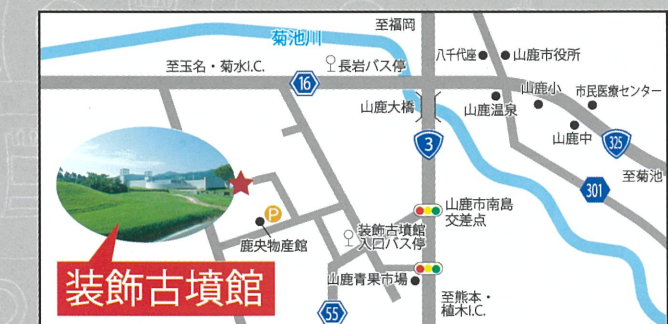 至福岡
菊池川
八千代座
山鹿市役所
至玉名・菊水I.C.
長岩バス停
16
山鹿大橋
山鹿温泉
山鹿小
市民医療センター
山鹿中
3
325
至菊池
301
山鹿市南島
交差点
P
鹿央物産館
装飾古墳館
入口バス停
装飾古墳館
山鹿青果市場
55
至熊本・
植木I.C.